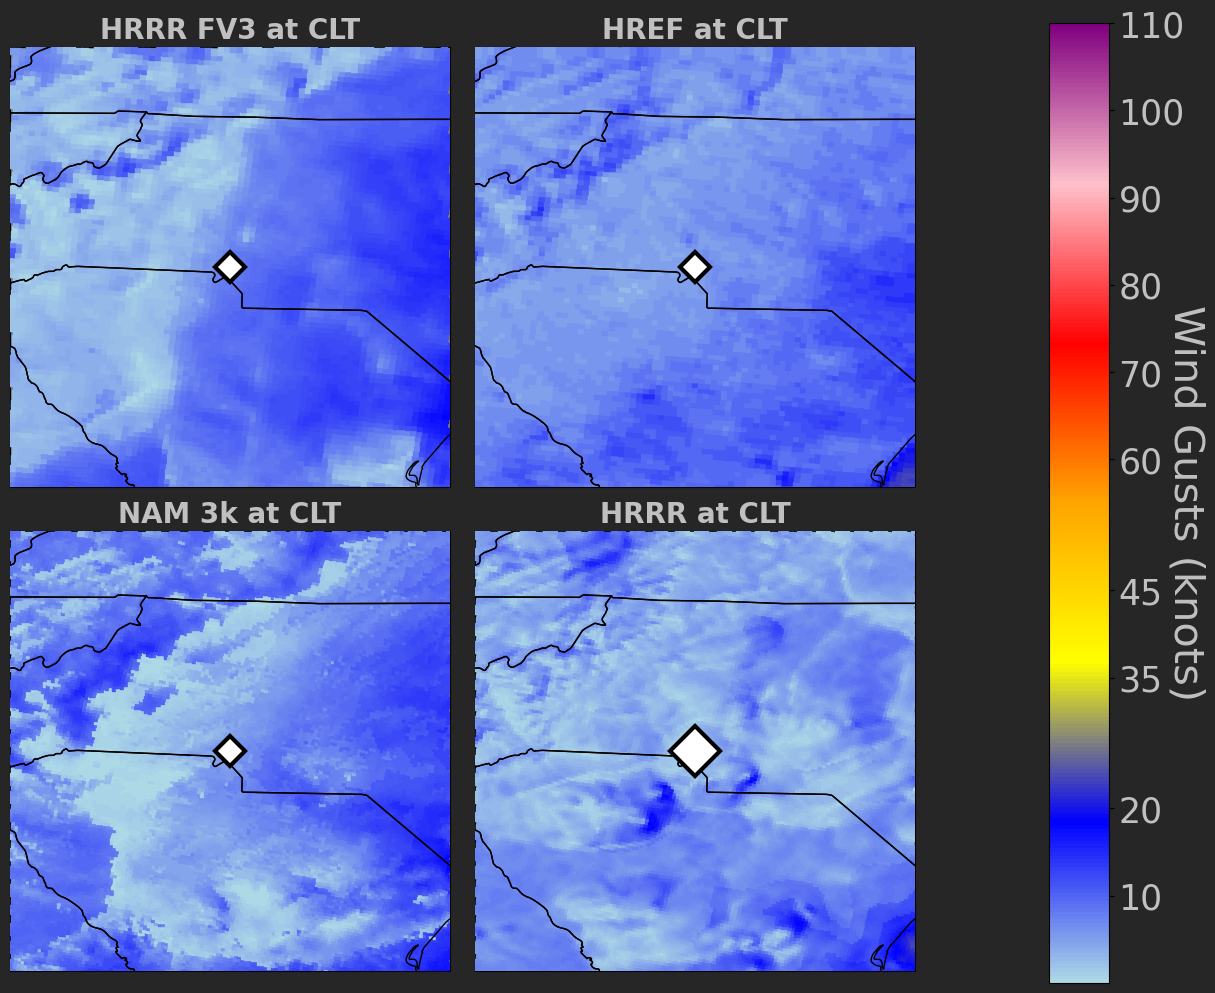 HRRR FV3 at CLT
HREF at CLT
NAM 3k at CLT
HRRR at CLT
110
100
90
80
70
60
45
35
20
10
Wind Gusts (knots)